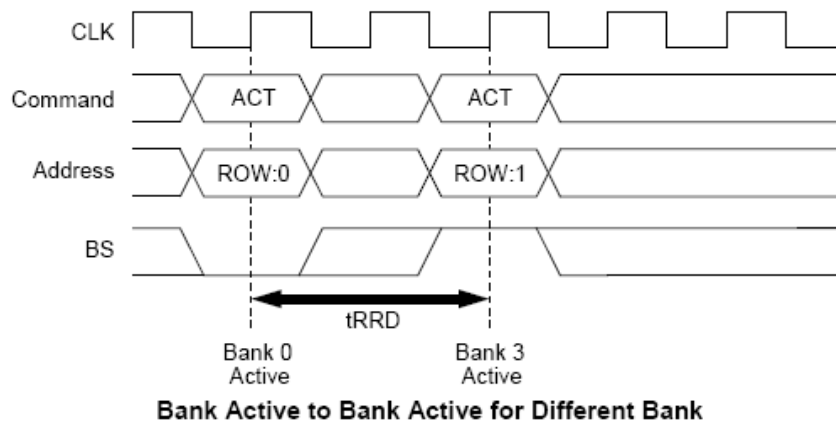 CLK
Command ACT ACT
Address ROW:0 ROW:1
BS
tRRD
Bank 0 Bank 3
Active Active
Bank Active to Bank Active for Different Bank